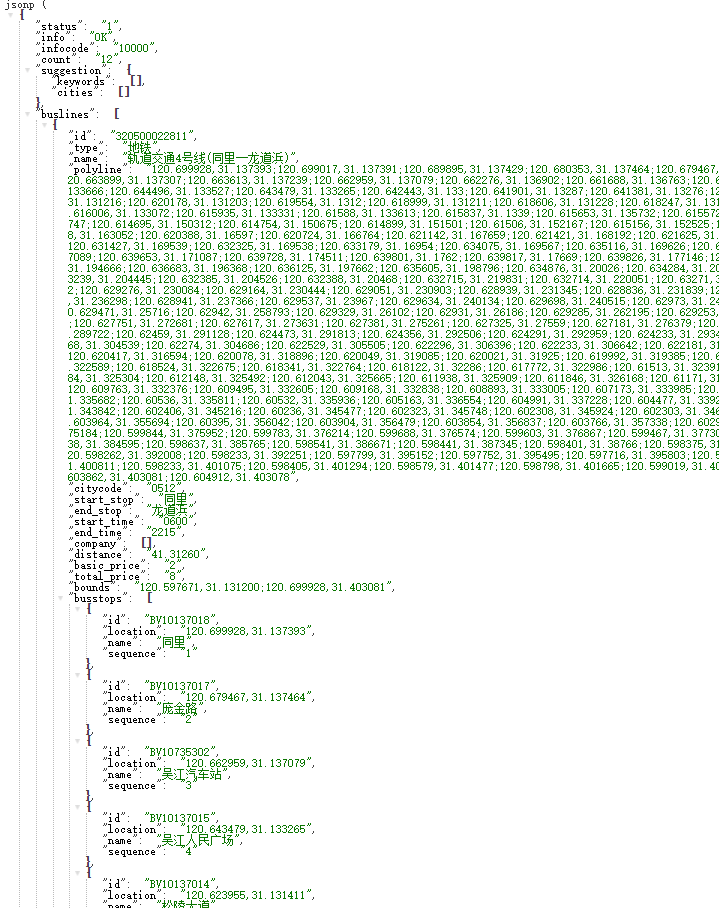 jsonp (
{
"status": "1",
"info": "OK",
"infocode": "10000",
"count": "12",
"suggestion": {
"keywords": [],
"cities": []
},
"buslines": [
{
"id": "320500022811",
"type": "地铁",
"name": "轨道交通4号线(同里--龙道浜)",
"polyline": "120.699928,31.137393;120.699017,31.137391;120.689895,31.137429;120.680353,31.137464;120.679467,
20.663899,31.137307;120.663613,31.137239;120.662959,31.137079;120.662276,31.136902;120.661688,31.136763;120.6
133666;120.644496,31.133527;120.643479,31.133265;120.642443,31.133;120.641901,31.13287;120.641381,31.13276;12
31.131216;120.620178,31.131203;120.619554,31.1312;120.618999,31.131211;120.618606,31.131228;120.618247,31.131
.616006,31.133072;120.615935,31.133331;120.61588,31.133613;120.615837,31.1339;120.615653,31.135732;120.615572
747;120.614695,31.150312;120.614754,31.150675;120.614899,31.151501;120.61506,31.152167;120.615156,31.152525;1
8,31.163052;120.620388,31.16597;120.620724,31.166764;120.621142,31.167659;120.621421,31.168192;120.621625,31.
120.631427,31.169539;120.632325,31.169538;120.633179,31.16954;120.634075,31.169567;120.635116,31.169626;120.6
7089;120.639653,31.171087;120.639728,31.174511;120.639801,31.1762;120.639817,31.17669;120.639826,31.177146;12
31.194666;120.636683,31.196368;120.636125,31.197662;120.635605,31.198796;120.634876,31.20026;120.634284,31.20
3239,31.204445;120.632385,31.204526;120.632388,31.20468;120.632715,31.219831;120.632714,31.220051;120.63271,3
2;120.629276,31.230001;120.629164,31.230444;120.629051,31.230903;120.628939,31.231345;120.628836,31.231839;12
,31.236298;120.628941,31.237366;120.629537,31.23967;120.629634,31.240134;120.629698,31.240515;120.62973,31.24
0.629471,31.25716;120.62942,31.258793;120.629329,31.26102;120.62931,31.26186;120.629285,31.262195;120.629253,
;120.627751,31.272681;120.627617,31.273631;120.627381,31.275261;120.627325,31.27559;120.627181,31.276379;120.
.289722;120.62459,31.291128;120.624473,31.29181;120.624356,31.292506;120.624291,31.292959;120.624233,31.2934
68,31.304539;120.62274,31.304686;120.622529,31.305505;120.622296,31.306396;120.622233,31.306642;120.622181,31
120.620417,31.316594;120.620078,31.318896;120.620049,31.319085;120.620021,31.31925;120.619992,31.319385;120.6
.322589;120.618524,31.322675;120.618341,31.322764;120.618122,31.32286;120.617772,31.322986;120.61513,31.32391
84,31.325304;120.612148,31.325492;120.612043,31.325665;120.611938,31.325909;120.611846,31.326168;120.61171,31
120.609763,31.332376;120.609495,31.332605;120.609168,31.332838;120.608893,31.333005;120.607173,31.333985;120.
1.335682;120.60536,31.335811;120.60532,31.335936;120.605163,31.336554;120.604991,31.337228;120.604477,31.3392
1.343842;120.602406,31.345216;120.60236,31.345477;120.602323,31.345748;120.602308,31.345924;120.602303,31.346
.603964,31.355694;120.60395,31.356042;120.603904,31.356479;120.603854,31.356837;120.603766,31.357338;120.6029
75184;120.599844,31.375952;120.599783,31.376214;120.599688,31.376574;120.599603,31.376867;120.599467,31.37730
38,31.384595;120.598637,31.385765;120.598541,31.386671;120.598441,31.387345;120.598401,31.38766;120.598375,31
20.598262,31.392008;120.598233,31.392251;120.597799,31.395152;120.597752,31.395495;120.597716,31.395803;120.5
1.400811;120.598233,31.401075;120.598405,31.401294;120.598579,31.401477;120.598798,31.401665;120.599019,31.40
603862,31.403081;120.604912,31.403078",
"citycode": "0512",
"start_stop": "同里",
"end_stop": "龙道浜",
"start_time": "0600",
"end_time": "2215",
"company": [],
"distance": "41.31260",
"basic_price": "2",
"total_price": "8",
"bounds": "120.597671,31.131200;120.699928,31.403081",
"busstops": [
{
"id": "BV10137018",
"location": "120.699928,31.137393",
"name": "同里",
"sequence": "1"
},
{
"id": "BV10137017",
"location": "120.679467,31.137464",
"name": "庞金路",
"sequence": "2"
},
{
"id": "BV10735302",
"location": "120.662959,31.137079",
"name": "吴江汽车站",
"sequence": "3"
},
{
"id": "BV10137015",
"location": "120.643479,31.133265",
"name": "吴江人民广场",
"sequence": "4"
},
{
"id": "BV10137014",
"location": "120.623955,31.131411",
"name": "松陵大道",